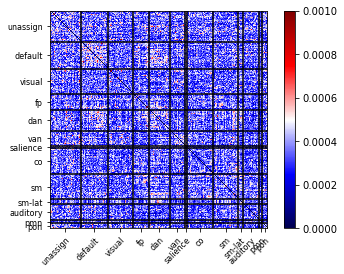 unassign
default
visual
fp
dan
van
salience
co
sm
sm-lat
auditory
pmn
pon
unassign
default
visual
fp
dan
van
salience
co
sm
sm-lat
auditory
pon
0.0010
0.0008
0.0006
0.0004
0.0002
0.0000